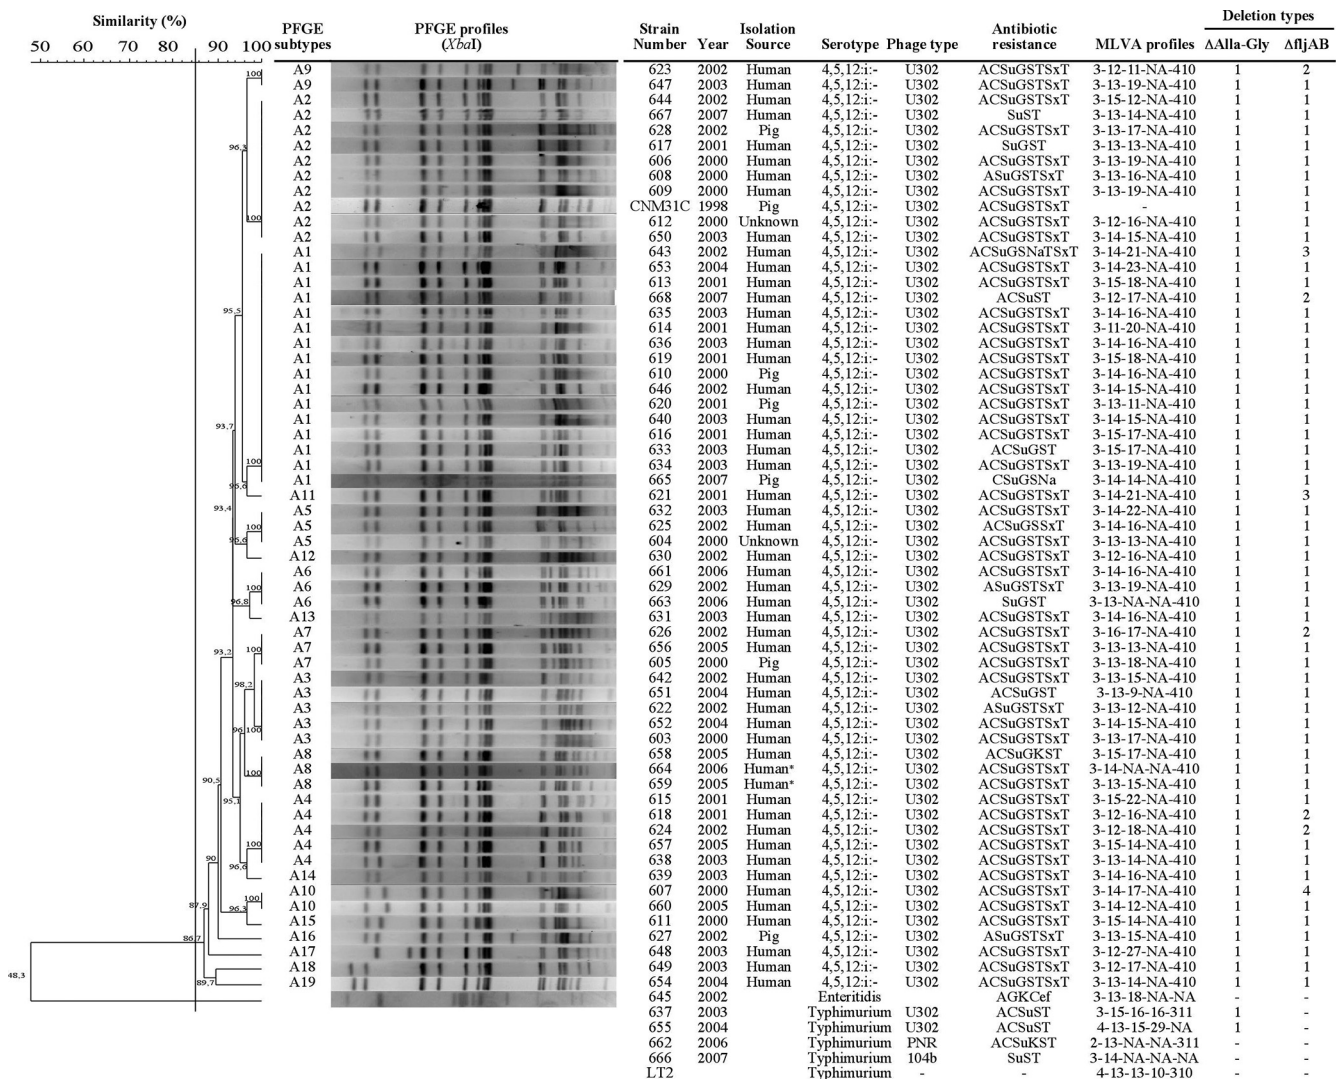 Similarity (%)
50 60 70 80 90 100
PFGE subtypes
PFGE profiles (XbaI)
Strain Number Year Isolation Source Serotype Phage type Antibiotic resistance MLVA profiles
Deletion types
ΔAlla-Gly ΔfljAB
A9 623 2002 Human 4,5,12:i:- U302 ACSuGSTSxT 3-12-11-NA-410 1 2
A9 647 2003 Human 4,5,12:i:- U302 ACSuGSTSxT 3-13-19-NA-410 1 1
A2 644 2002 Human 4,5,12:i:- U302 ACSuGSTSxT 3-15-12-NA-410 1 1
A2 667 2007 Human 4,5,12:i:- U302 SuST 3-13-14-NA-410 1 1
A2 628 2002 Pig 4,5,12:i:- U302 ACSuGSTSxT 3-13-17-NA-410 1 1
A2 617 2001 Human 4,5,12:i:- U302 SuGST 3-13-13-NA-410 1 1
A2 606 2000 Human 4,5,12:i:- U302 ACSuGSTSxT 3-13-19-NA-410 1 1
A2 608 2000 Human 4,5,12:i:- U302 ASuGSTSxT 3-13-16-NA-410 1 1
A2 609 2000 Human 4,5,12:i:- U302 ACSuGSTSxT 3-13-19-NA-410 1 1
A2 CNM31C 1998 Pig 4,5,12:i:- U302 ACSuGSTSxT - 1 1
A2 612 2000 Unknown 4,5,12:i:- U302 ACSuGSTSxT 3-12-16-NA-410 1 1
A2 650 2003 Human 4,5,12:i:- U302 ACSuGSTSxT 3-14-15-NA-410 1 1
A1 643 2002 Human 4,5,12:i:- U302 ACSuGSNaTSxT 3-14-21-NA-410 1 3
A1 653 2004 Human 4,5,12:i:- U302 ACSuGSTSxT 3-14-23-NA-410 1 1
A1 613 2001 Human 4,5,12:i:- U302 ACSuGSTSxT 3-15-18-NA-410 1 1
A1 668 2007 Human 4,5,12:i:- U302 ACSuST 3-12-17-NA-410 1 2
A1 635 2003 Human 4,5,12:i:- U302 ACSuGSTSxT 3-14-16-NA-410 1 1
A1 614 2001 Human 4,5,12:i:- U302 ACSuGSTSxT 3-11-20-NA-410 1 1
A1 636 2003 Human 4,5,12:i:- U302 ACSuGSTSxT 3-14-16-NA-410 1 1
A1 619 2001 Human 4,5,12:i:- U302 ACSuGSTSxT 3-15-18-NA-410 1 1
A1 610 2000 Pig 4,5,12:i:- U302 ACSuGSTSxT 3-14-16-NA-410 1 1
A1 646 2002 Human 4,5,12:i:- U302 ACSuGSTSxT 3-14-15-NA-410 1 1
A1 620 2001 Pig 4,5,12:i:- U302 ACSuGSTSxT 3-13-11-NA-410 1 1
A1 640 2003 Human 4,5,12:i:- U302 ACSuGSTSxT 3-14-15-NA-410 1 1
A1 616 2001 Human 4,5,12:i:- U302 ACSuGSTSxT 3-15-17-NA-410 1 1
A1 633 2003 Human 4,5,12:i:- U302 ACSuGST 3-15-17-NA-410 1 1
A1 634 2003 Human 4,5,12:i:- U302 ACSuGSTSxT 3-13-19-NA-410 1 1
A1 665 2007 Pig 4,5,12:i:- U302 CSuGSNa 3-14-14-NA-410 1 1
A11 621 2001 Human 4,5,12:i:- U302 ACSuGSTSxT 3-14-21-NA-410 1 3
A5 632 2003 Human 4,5,12:i:- U302 ACSuGSTSxT 3-14-22-NA-410 1 1
A5 625 2002 Human 4,5,12:i:- U302 ACSuGSSxT 3-14-16-NA-410 1 1
A5 604 2000 Unknown 4,5,12:i:- U302 ACSuGSTSxT 3-13-13-NA-410 1 1
A12 630 2002 Human 4,5,12:i:- U302 ACSuGSTSxT 3-12-16-NA-410 1 1
A6 661 2006 Human 4,5,12:i:- U302 ACSuGSTSxT 3-14-16-NA-410 1 1
A6 629 2002 Human 4,5,12:i:- U302 ASuGSTSxT 3-13-19-NA-410 1 1
A6 663 2006 Human 4,5,12:i:- U302 SuGST 3-13-NA-NA-410 1 1
A13 631 2003 Human 4,5,12:i:- U302 ACSuGSTSxT 3-14-16-NA-410 1 1
A7 626 2002 Human 4,5,12:i:- U302 ACSuGSTSxT 3-16-17-NA-410 1 2
A7 656 2005 Human 4,5,12:i:- U302 ACSuGSTSxT 3-13-13-NA-410 1 1
A7 605 2000 Pig 4,5,12:i:- U302 ACSuGSTSxT 3-13-18-NA-410 1 1
A3 642 2002 Human 4,5,12:i:- U302 ACSuGSTSxT 3-13-15-NA-410 1 1
A3 651 2004 Human 4,5,12:i:- U302 ACSuGST 3-13-9-NA-410 1 1
A3 622 2002 Human 4,5,12:i:- U302 ASuGSTSxT 3-13-12-NA-410 1 1
A3 652 2004 Human 4,5,12:i:- U302 ACSuGSTSxT 3-14-15-NA-410 1 1
A3 603 2000 Human 4,5,12:i:- U302 ACSuGSTSxT 3-13-17-NA-410 1 1
A8 658 2005 Human 4,5,12:i:- U302 ACSuGKST 3-15-17-NA-410 1 1
A8 664 2006 Human* 4,5,12:i:- U302 ACSuGSTSxT 3-14-NA-NA-410 1 1
A8 659 2005 Human* 4,5,12:i:- U302 ACSuGSTSxT 3-13-15-NA-410 1 1
A4 615 2001 Human 4,5,12:i:- U302 ACSuGSTSxT 3-15-22-NA-410 1 1
A4 618 2001 Human 4,5,12:i:- U302 ACSuGSTSxT 3-12-16-NA-410 1 2
A4 624 2002 Human 4,5,12:i:- U302 ACSuGSTSxT 3-12-18-NA-410 1 2
A4 657 2005 Human 4,5,12:i:- U302 ACSuGSTSxT 3-15-14-NA-410 1 1
A4 638 2003 Human 4,5,12:i:- U302 ACSuGSTSxT 3-13-14-NA-410 1 1
A14 639 2003 Human 4,5,12:i:- U302 ACSuGSTSxT 3-14-16-NA-410 1 1
A10 607 2000 Human 4,5,12:i:- U302 ACSuGSTSxT 3-14-17-NA-410 1 4
A10 660 2005 Human 4,5,12:i:- U302 ACSuGSTSxT 3-14-12-NA-410 1 1
A15 611 2000 Human 4,5,12:i:- U302 ACSuGSTSxT 3-15-14-NA-410 1 1
A16 627 2002 Pig 4,5,12:i:- U302 ASuGSTSxT 3-13-15-NA-410 1 1
A17 648 2003 Human 4,5,12:i:- U302 ACSuGSTSxT 3-12-27-NA-410 1 1
A18 649 2003 Human 4,5,12:i:- U302 ACSuGSTSxT 3-12-17-NA-410 1 1
A19 654 2004 Human 4,5,12:i:- U302 ACSuGSTSxT 3-13-14-NA-410 1 1
645 2002 Enteritidis AGKCef 3-13-18-NA-NA - -
637 2003 Typhimurium U302 ACSuST 3-15-16-16-311 1 -
655 2004 Typhimurium U302 ACSuST 4-13-15-29-NA 1 -
662 2006 Typhimurium PNR ACSuKST 2-13-NA-NA-311 - -
666 2007 Typhimurium 104b SuST 3-14-NA-NA-NA - -
LT2 Typhimurium - - 4-13-13-10-310 - -
100
96,3
100
95,5
93,7
100
95,6
93,4
100
95,6
100
96,8
93,2
100
98,2
96
100
100
90,5
95,1
100
90
96,6
100
87,9
96,3
86,7
48,3
89,7